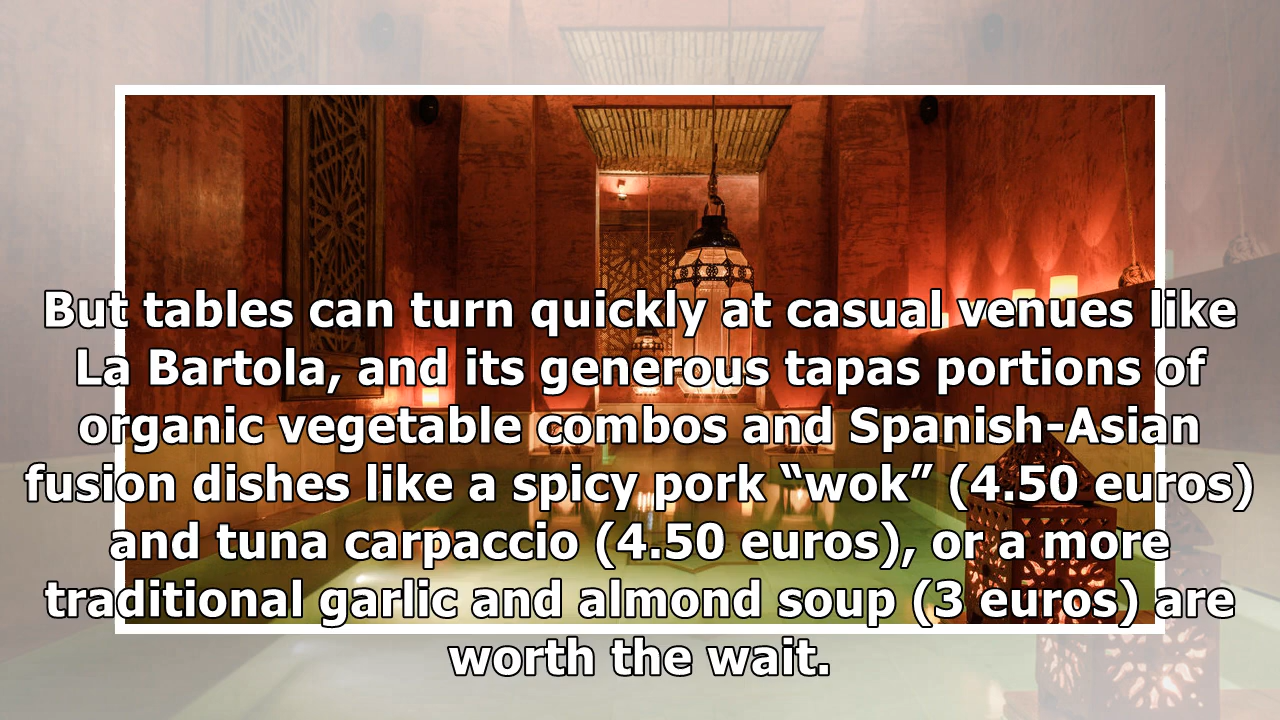 But tables can turn quickly at casual venues like
La Bartola, and its generous tapas portions of
organic vegetable combos and Spanish-Asian
fusion dishes like a spicy pork “wok” (4.50 euros)
and tuna carpaccio (4.50 euros), or a more
traditional garlic and almond soup (3 euros) are
worth the wait.